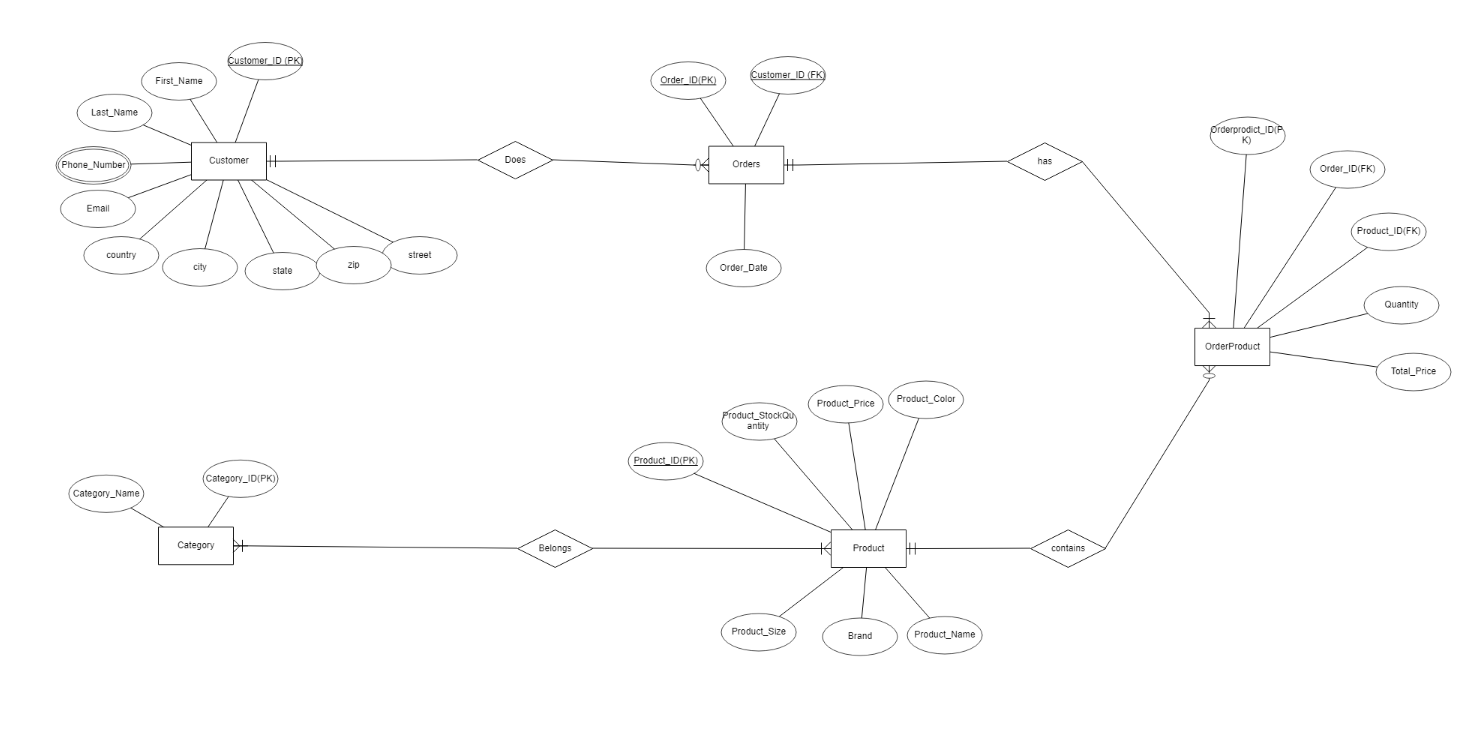 Customer_ID (PK)
First_Name
Last_Name
Phone_Number
Email
country
city
state
zip
street
Customer
Does
Order_ID(PK)
Customer_ID (FK)
Orders
Order_Date
has
Orderprodict_ID(P
K)
Order_ID(FK)
Product_ID(FK)
Quantity
Total_Price
OrderProduct
Category_Name
Category_ID(PK)
Category
Belongs
Product_ID(PK)
Product_StockQu
antity
Product_Price
Product_Color
Product
Product_Size
Brand
Product_Name
contains